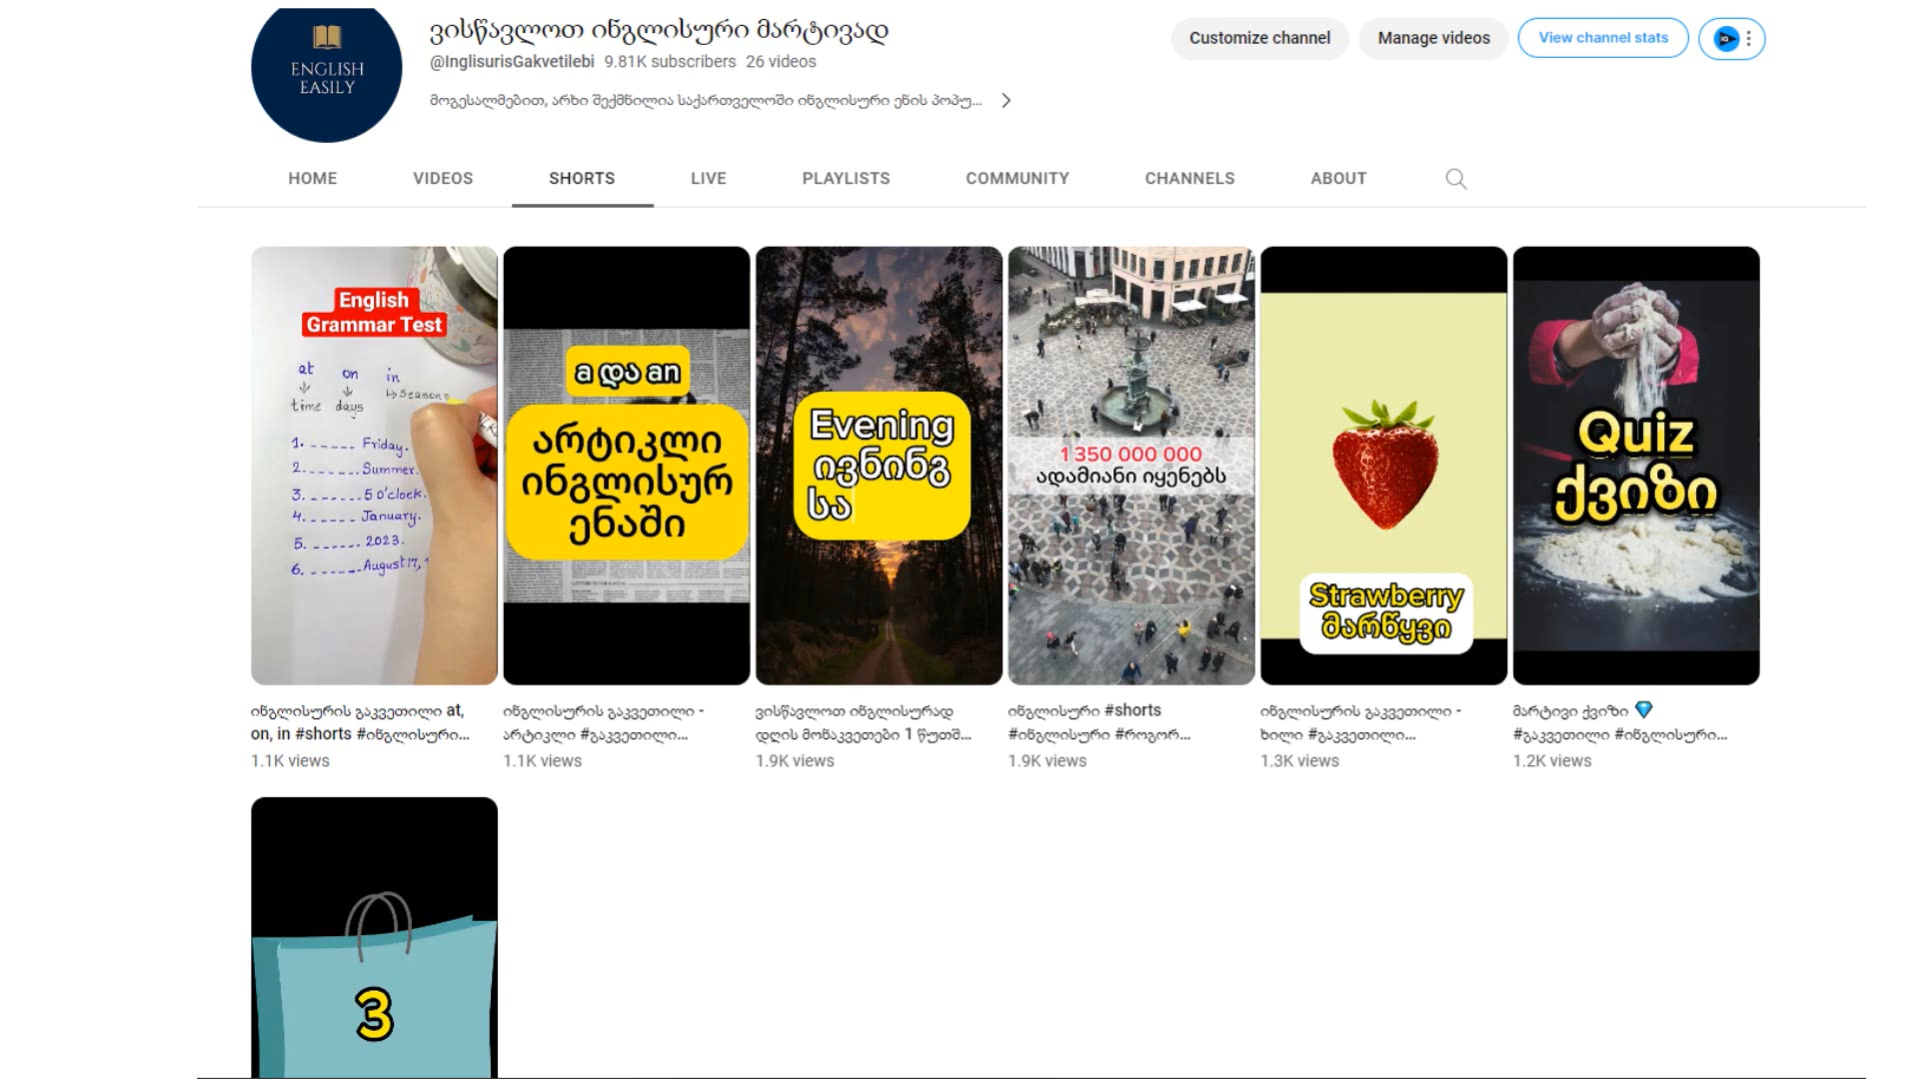 ENGLISH
EASILY
ვისწავლოთ ინგლისური მარტივად
@InglisurisGakvetilebi 9.81K subscribers 26 videos
მოგესალმებით, არხი შექმნილია საქართველოში ინგლისური ენის პოპუ...
Customize channel
Manage videos
View channel stats
HOME
VIDEOS
SHORTS
LIVE
PLAYLISTS
COMMUNITY
CHANNELS
ABOUT
English
Grammar Test
at on in
time days seasons
1. ------ Friday.
2. ------ Summer.
3. ------ 5 o'clock.
4. ------ January.
5. ------ 2023.
6. ------ August 17,
a და an
არტიკლი
ინგლისურ
ენაში
Evening
ივნინგ
სა
1 350 000 000
ადამიანი იყენებს
Strawberry
მარწყვი
Quiz
ქვიზი
ინგლისურის გაკვეთილი at,
on, in #shorts #ინგლისური...
1.1K views
ინგლისურის გაკვეთილი -
არტიკლი #გაკვეთილი...
1.1K views
ვისწავლოთ ინგლისურად
დღის მონაკვეთები 1 წუთშ...
1.9K views
ინგლისური #shorts
#ინგლისური #როგორ...
1.9K views
ინგლისურის გაკვეთილი -
ხილი #გაკვეთილი...
1.3K views
მარტივი ქვიზი 💎
#გაკვეთილი #ინგლისური...
1.2K views
3